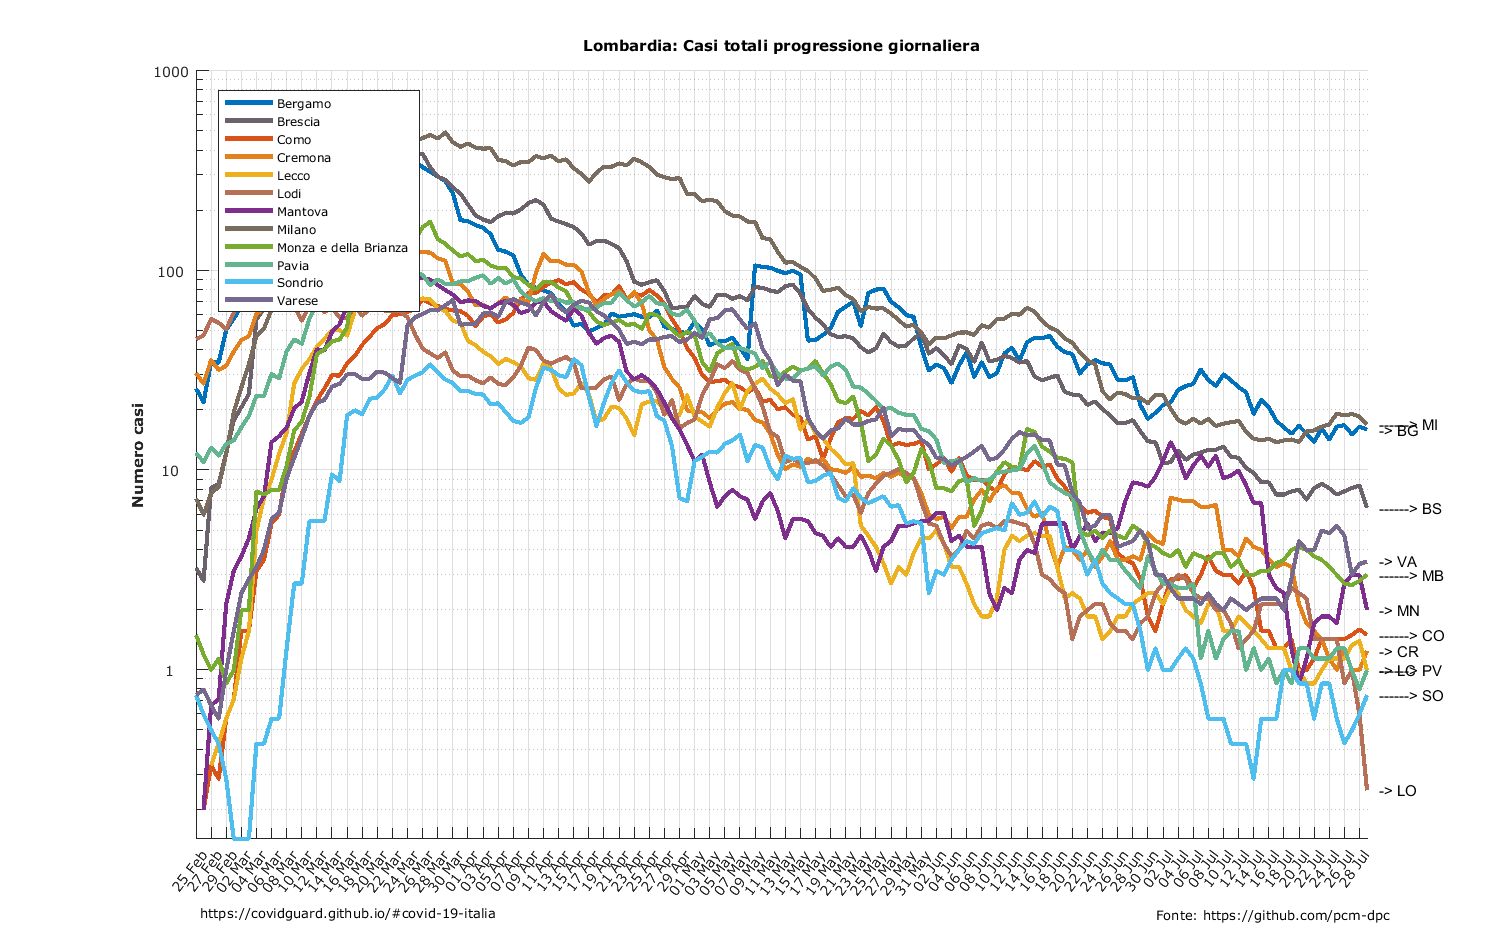 Lombardia: Casi totali progressione giornaliera
1000
100
10
1
Numero casi
Bergamo
Brescia
Como
Cremona
Lecco
Lodi
Mantova
Milano
Monza e della Brianza
Pavia
Sondrio
Varese
------> MI
-> BG
------> BS
-> VA
------> MB
-> MN
------> CO
-> CR
------> PV
-> LC
------> SO
-> LO
25 Feb
27 Feb
29 Feb
02 Mar
04 Mar
06 Mar
08 Mar
10 Mar
12 Mar
14 Mar
16 Mar
18 Mar
20 Mar
22 Mar
24 Mar
26 Mar
28 Mar
30 Mar
01 Apr
03 Apr
05 Apr
07 Apr
09 Apr
11 Apr
13 Apr
15 Apr
17 Apr
19 Apr
21 Apr
23 Apr
25 Apr
27 Apr
29 Apr
01 May
03 May
05 May
07 May
09 May
11 May
13 May
15 May
17 May
19 May
21 May
23 May
25 May
27 May
29 May
31 May
02 Jun
04 Jun
06 Jun
08 Jun
10 Jun
12 Jun
14 Jun
16 Jun
18 Jun
20 Jun
22 Jun
24 Jun
26 Jun
28 Jun
30 Jun
02 Jul
04 Jul
06 Jul
08 Jul
10 Jul
12 Jul
14 Jul
16 Jul
18 Jul
20 Jul
22 Jul
24 Jul
26 Jul
28 Jul
https://covidguard.github.io/#covid-19-italia
Fonte: https://github.com/pcm-dpc